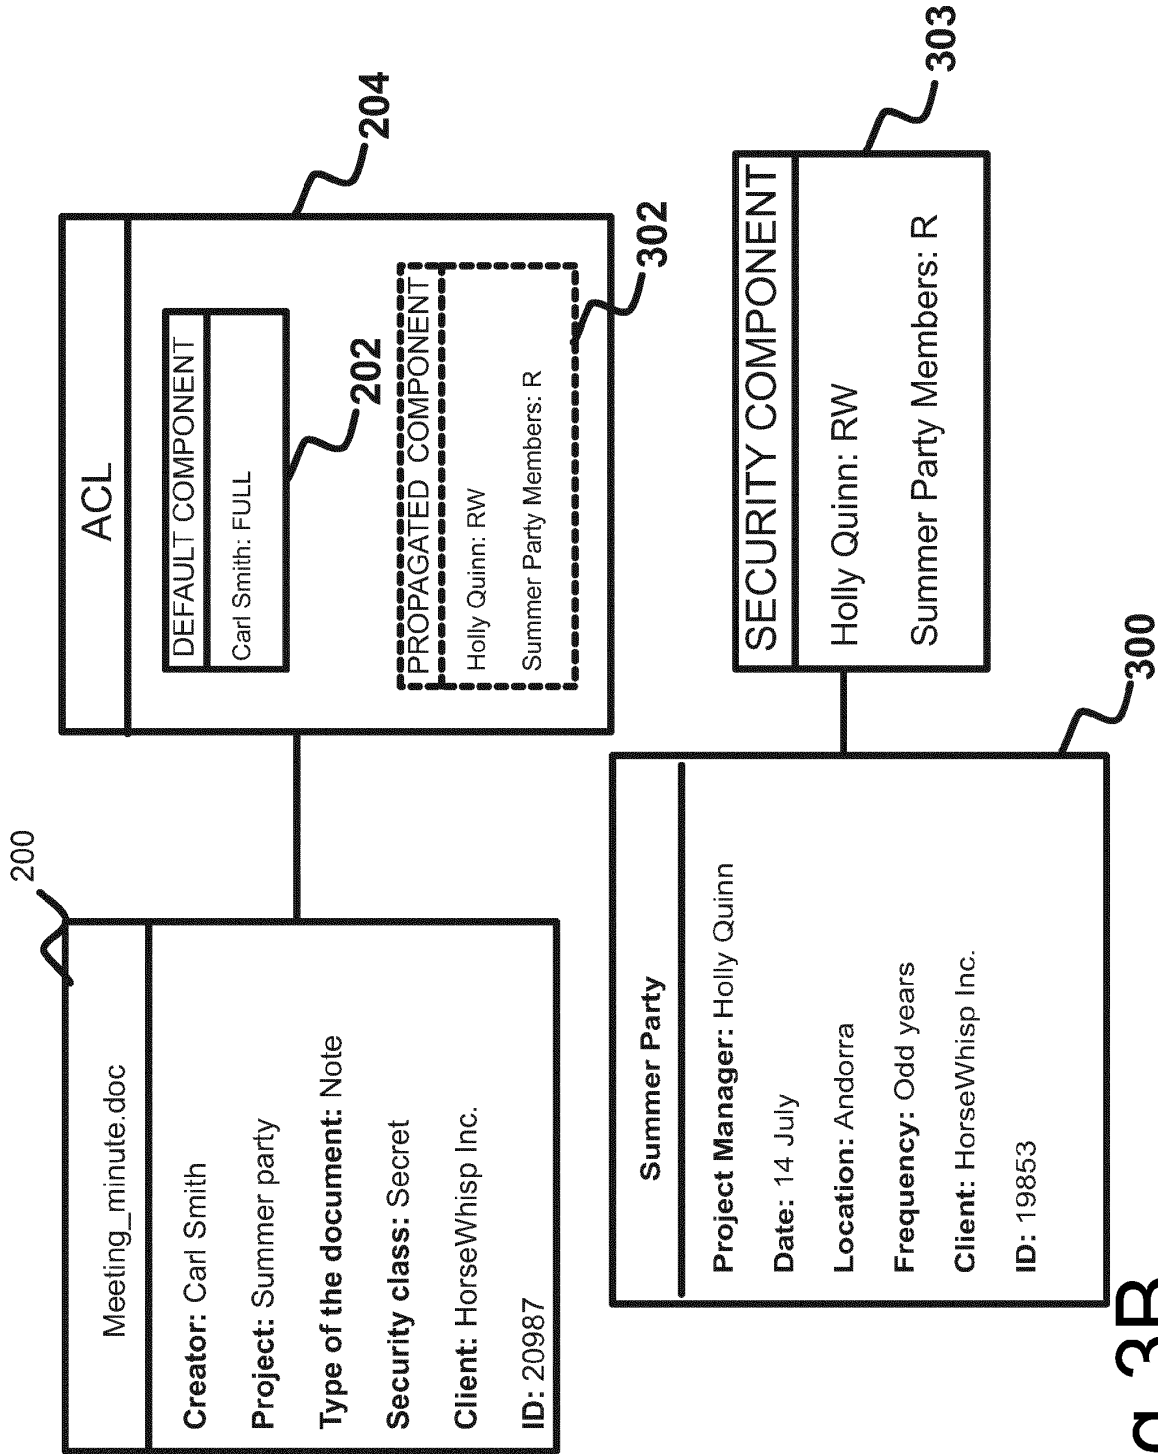 200
Meeting_minute.doc
Creator: Carl Smith
Project: Summer party
Type of the document: Note
Security class: Secret
Client: HorseWhisp Inc.
ID: 20987
ACL
204
DEFAULT COMPONENT
Carl Smith: FULL
202
PROPAGATED COMPONENT
Holly Quinn: RW
Summer Party Members: R
302
Summer Party
Project Manager: Holly Quinn
Date: 14 July
Location: Andorra
Frequency: Odd years
Client: HorseWhisp Inc.
ID: 19853
300
SECURITY COMPONENT
Holly Quinn: RW
Summer Party Members: R
303
g. 3B